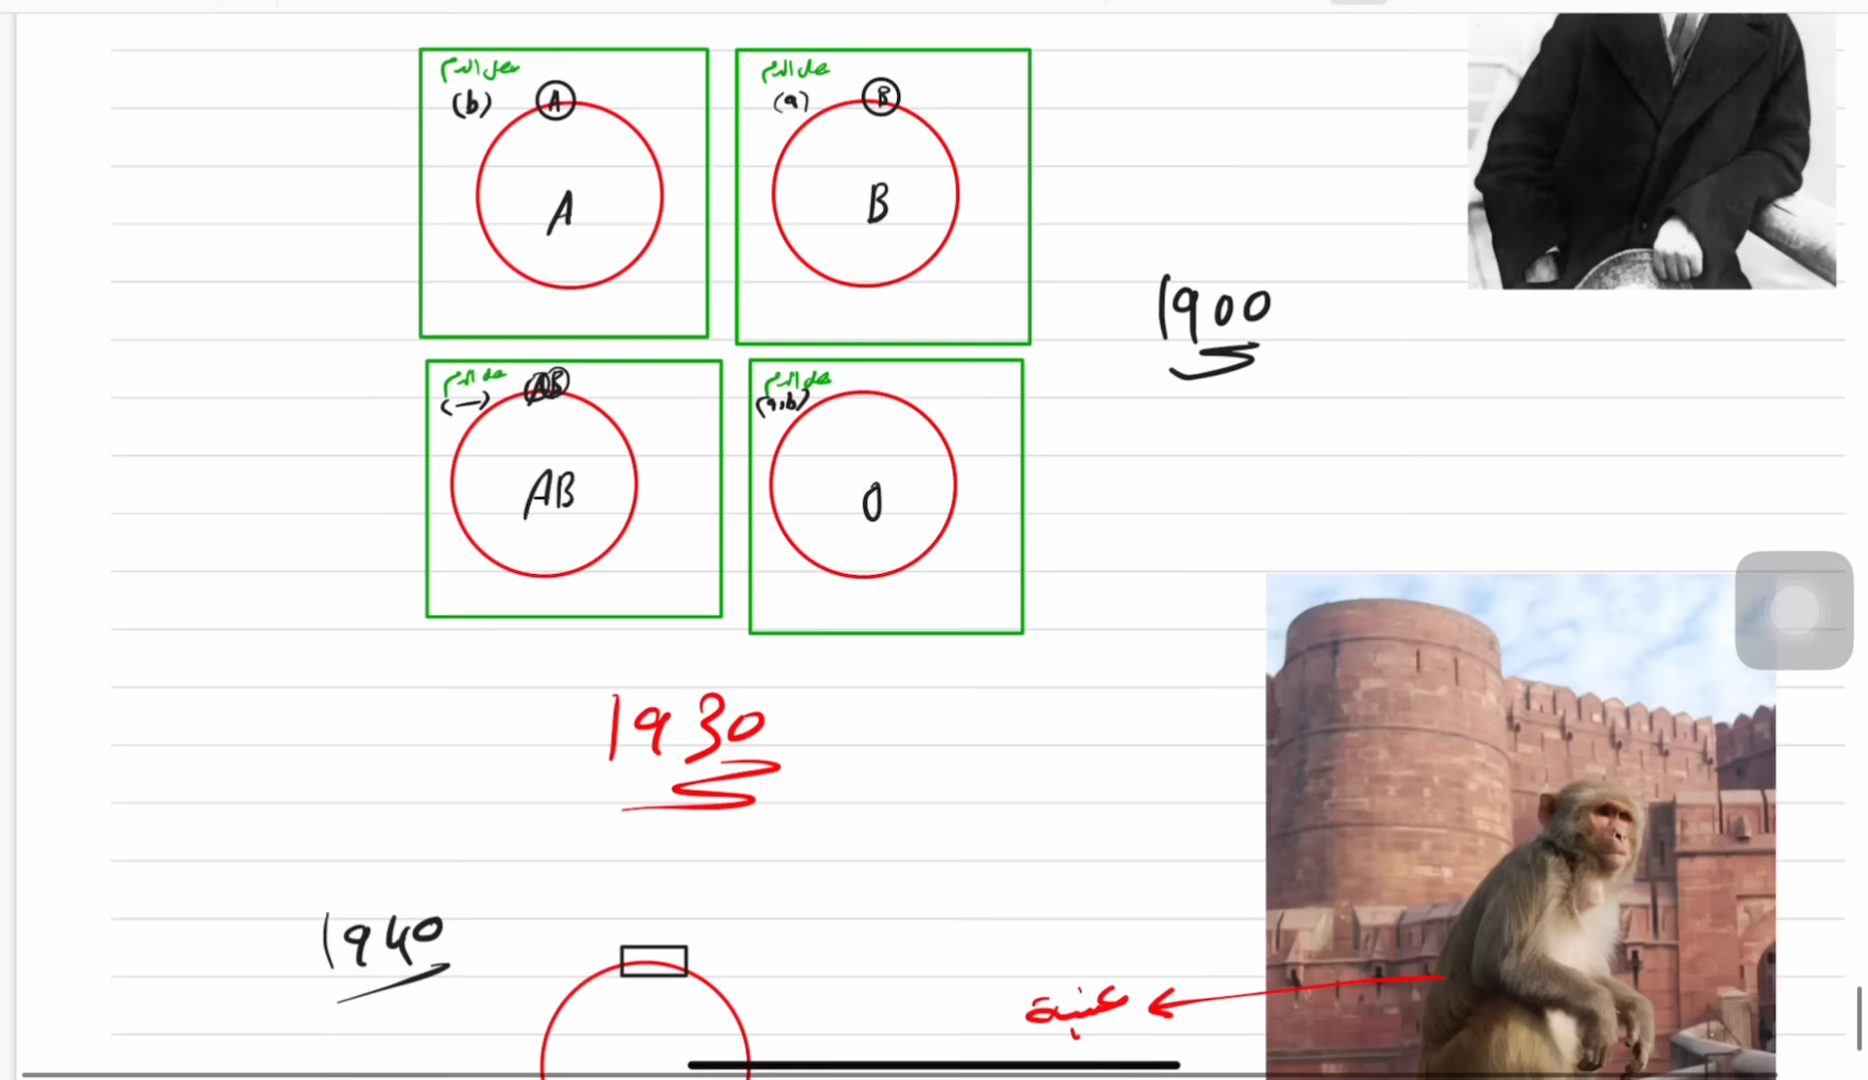 مصل الدم
(b) A
A
مصل الدم
(a) B
B
1900
مصل الدم
(—) AB
AB
مصل الدم
(a,b)
O
1930
1940
عينة